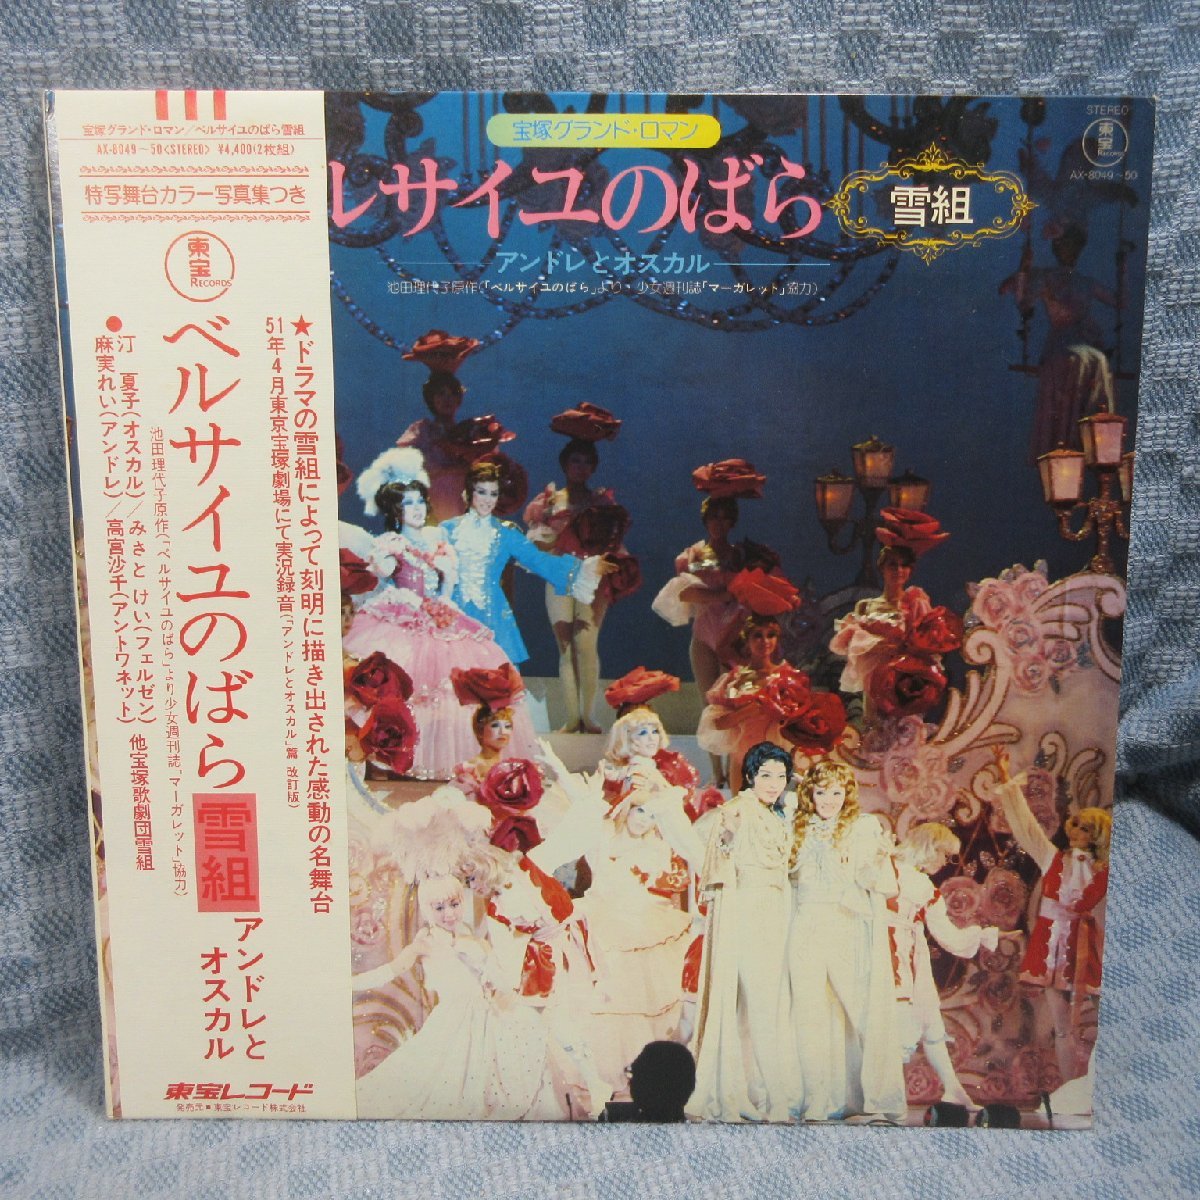 宝塚グランド・ロマン/ベルサイユのばら雪組
AX-8049~50<STEREO> ¥4,400(2枚組)
特写舞台カラー写真集つき
東宝
RECORDS
★ドラマの雪組によって刻明に描き出された感動の名舞台
51年4月東京宝塚劇場にて実況録音(「アンドレとオスカル」篇 改訂版)
ベルサイユのばら 雪組 アンドレと
オスカル
池田理代子原作(「ベルサイユのばら」より少女週刊誌「マーガレット」協力)
●汀 夏子(オスカル)/みさとけい(フェルゼン)
麻実れい(アンドレ)/高宮沙千(アントワネット) 他宝塚歌劇団雪組
東宝レコード
発売元■東宝レコード株式会社
宝塚グランド・ロマン
ルサイユのばら
雪組
アンドレとオスカル
池田理代子原作(「ベルサイユのばら」より・少女週刊誌「マーガレット」協力)
STEREO
東宝
Records
AX-8049~50